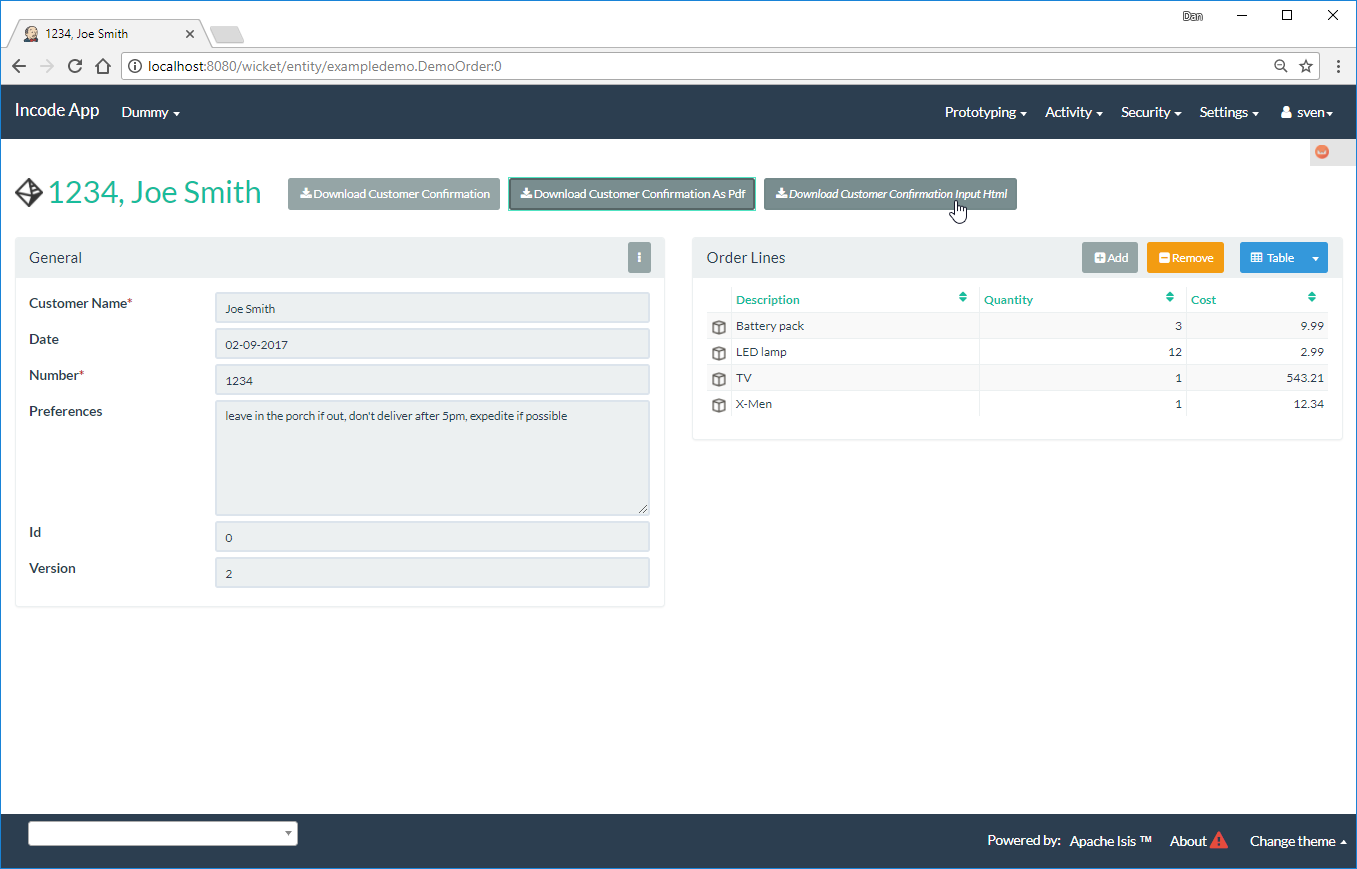 Dan
1234, Joe Smith
localhost:8080/wicket/entity/exampledemo.DemoOrder:0
Incode App Dummy Prototyping Activity Security Settings sven
1234, Joe Smith Download Customer Confirmation Download Customer Confirmation As Pdf Download Customer Confirmation Input Html
General
Customer Name* Joe Smith
Date 02-09-2017
Number* 1234
Preferences leave in the porch if out, don't deliver after 5pm, expedite if possible
Id 0
Version 2
Order Lines Add Remove Table
Description Quantity Cost
Battery pack 3 9.99
LED lamp 12 2.99
TV 1 543.21
X-Men 1 12.34
Powered by: Apache Isis ™ About Change theme